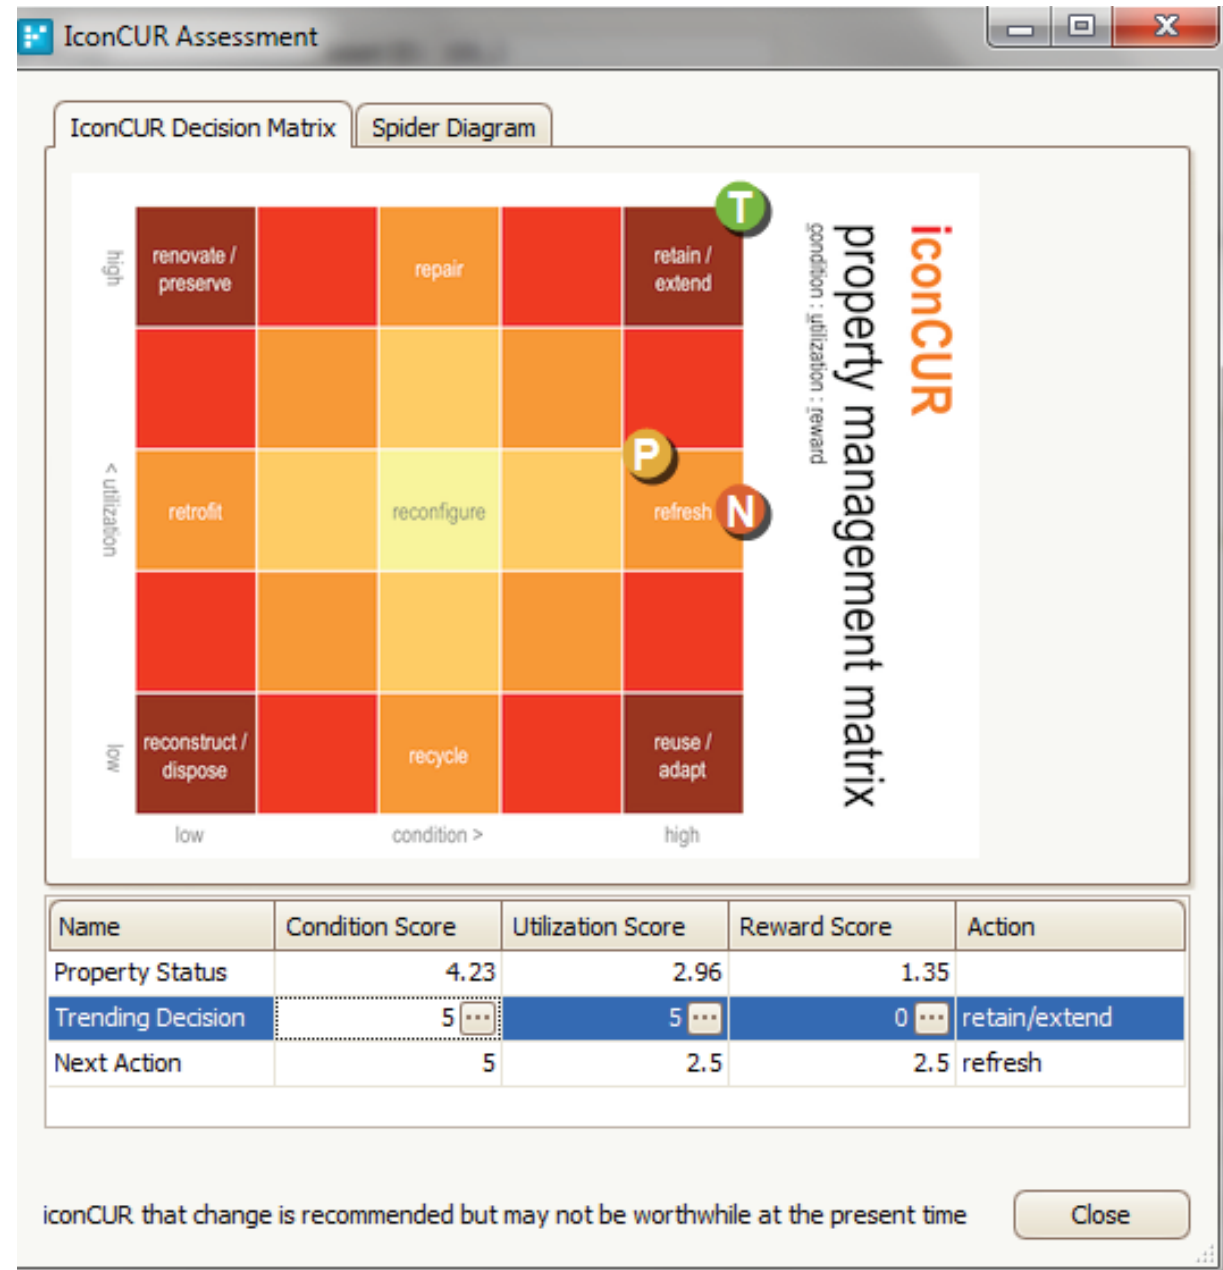 IconCUR Assessment
IconCUR Decision Matrix
Spider Diagram
T
high
renovate /
preserve
repair
retain /
extend
P
< utilization
retrofit
reconfigure
refresh
N
low
reconstruct /
dispose
recycle
reuse /
adapt
low
condition >
high
iconCUR
property management matrix
condition : utilization : reward
Name Condition Score Utilization Score Reward Score Action
Property Status 4.23 2.96 1.35
Trending Decision 5 ... 5 ... 0 ... retain/extend
Next Action 5 2.5 2.5 refresh
iconCUR that change is recommended but may not be worthwhile at the present time
Close